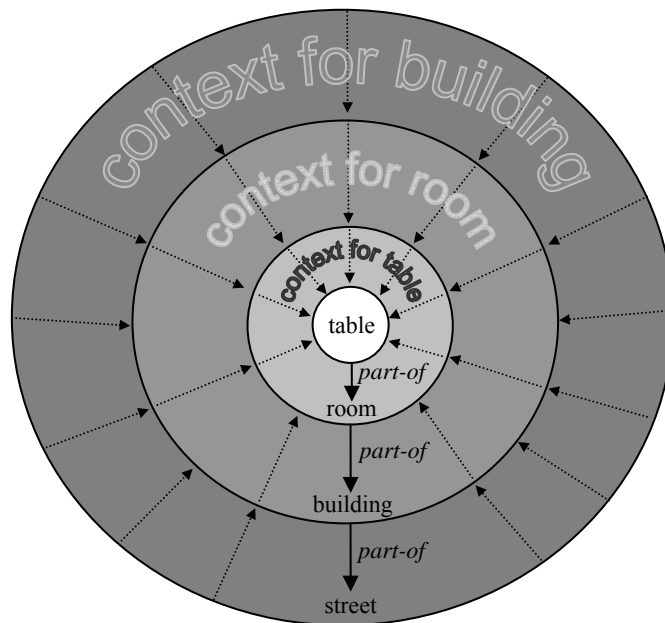 context for building
context for room
context for table
table
part-of
room
part-of
building
part-of
street